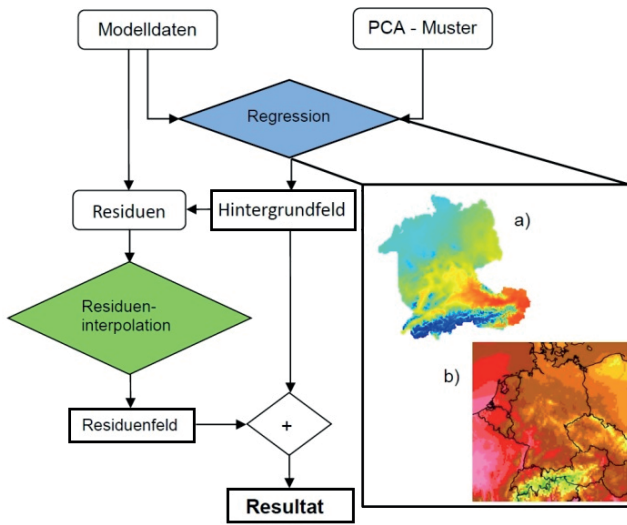 Modelldaten
PCA - Muster
Regression
Residuen
Hintergrundfeld
a)
Residuen-
interpolation
b)
Residuenfeld
+
Resultat